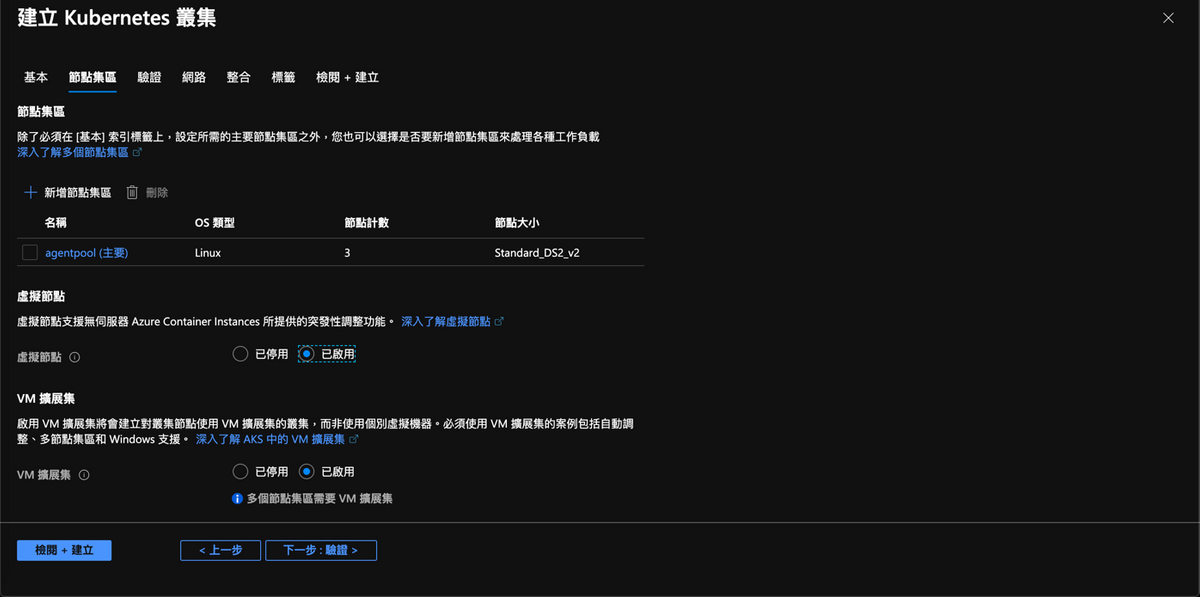 建立 Kubernetes 叢集
基本 節點集區 驗證 網路 整合 標籤 檢閱 + 建立
節點集區
除了必須在 [基本] 索引標籤上，設定所需的主要節點集區之外，您也可以選擇是否要新增節點集區來處理各種工作負載
深入了解多個節點集區
新增節點集區 刪除
名稱 OS 類型 節點計數 節點大小
agentpool (主要) Linux 3 Standard_DS2_v2
虛擬節點
虛擬節點支援無伺服器 Azure Container Instances 所提供的突發性調整功能。 深入了解虛擬節點
虛擬節點 已停用 已啟用
VM 擴展集
啟用 VM 擴展集將會建立對叢集節點使用 VM 擴展集的叢集，而非使用個別虛擬機器。必須使用 VM 擴展集的案例包括自動調
整、多節點集區和 Windows 支援。 深入了解 AKS 中的 VM 擴展集
VM 擴展集 已停用 已啟用
多個節點集區需要 VM 擴展集
檢閱 + 建立 < 上一步 下一步 : 驗證 >